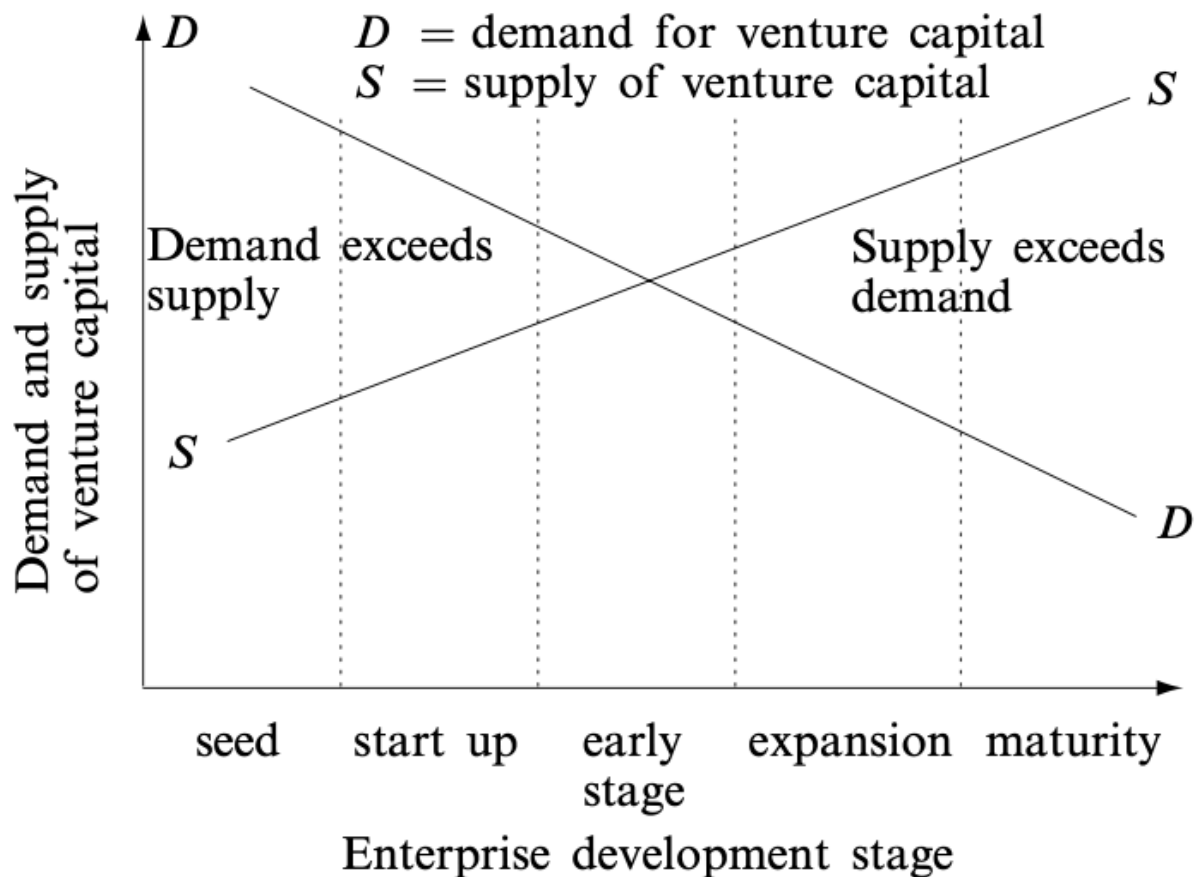 D
D = demand for venture capital
S = supply of venture capital
S
Demand and supply
of venture capital
Demand exceeds
supply
Supply exceeds
demand
S
D
seed
start up
early
stage
expansion
maturity
Enterprise development stage